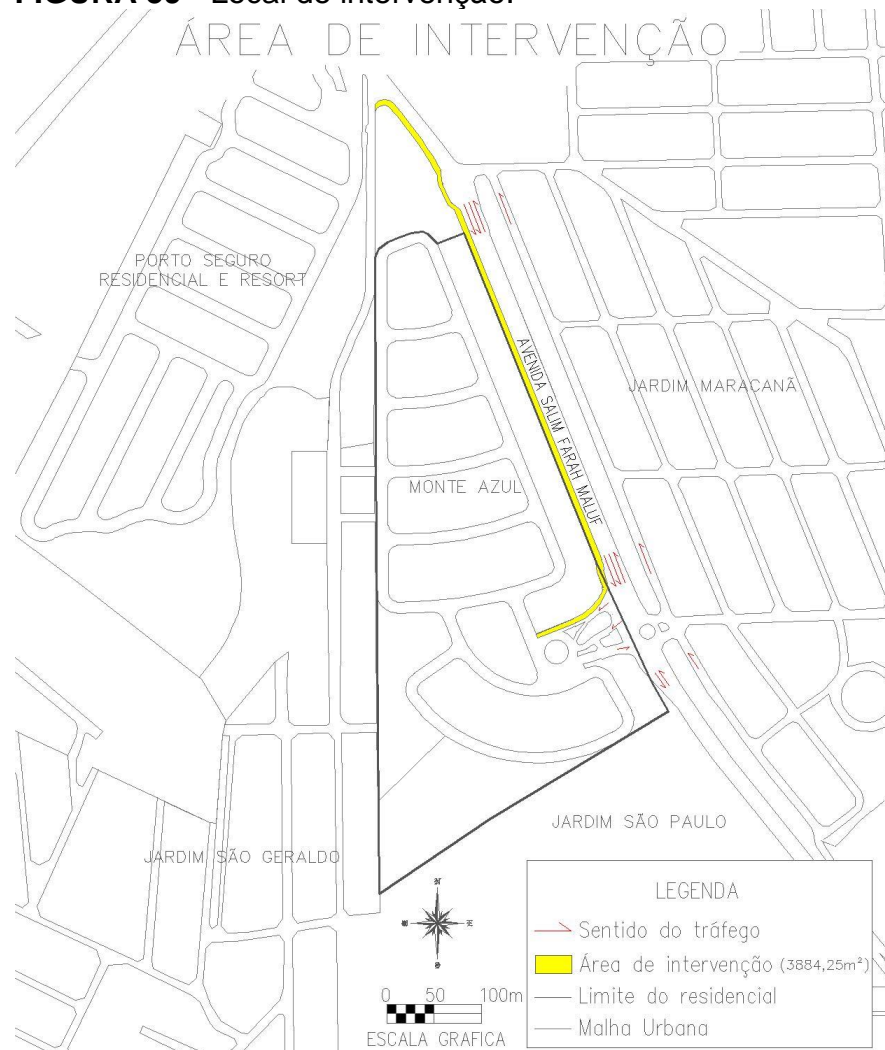 FIGURA 33 - Local de intervenção.
ÁREA DE INTERVENÇÃO
PORTO SEGURO
RESIDENCIAL E RESORT
AVENIDA SALIM FARAH MALUF
JARDIM MARACANÃ
MONTE AZUL
JARDIM SÃO PAULO
JARDIM SÃO GERALDO
LEGENDA
Sentido do tráfego
Área de intervenção (3884,25m²)
Limite do residencial
Malha Urbana
0 50 100m
ESCALA GRAFICA